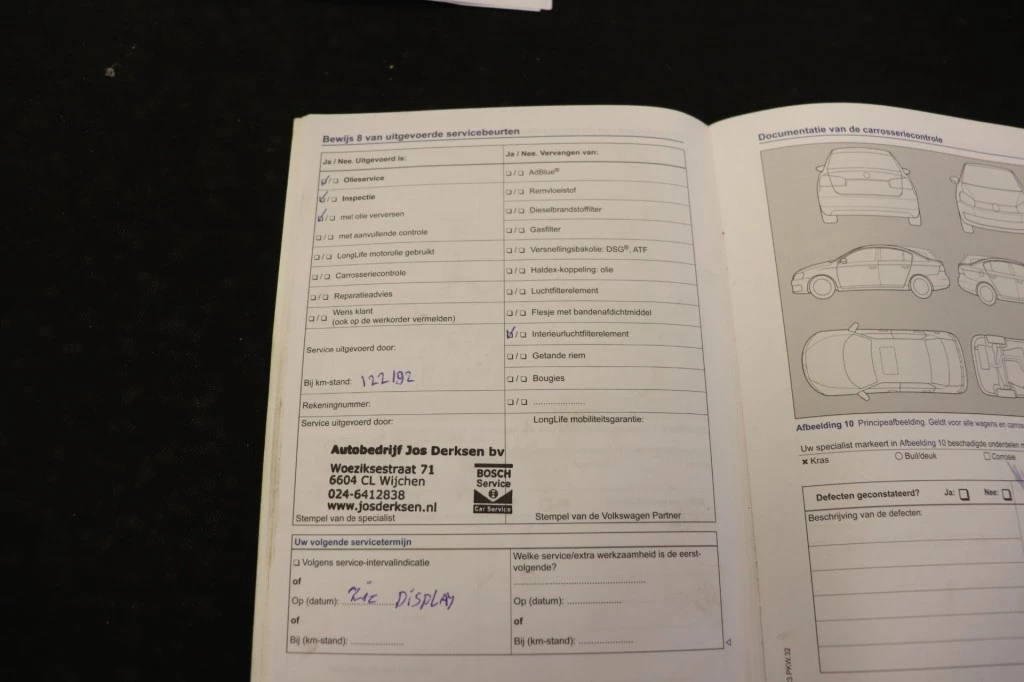 Bewijs 8 van uitgevoerde servicebeurten
Ja / Nee. Uitgevoerd is:
☑/☐ Olieservice
☑/☐ Inspectie
☑/☐ met olie verversen
☐/☐ met aanvullende controle
☐/☐ LongLife motorolie gebruikt
☐/☐ Carrosseriecontrole
☐/☐ Reparatieadvies
☐/☐ Wens klant
(ook op de werkorder vermelden)
Service uitgevoerd door:
Bij km-stand: 122192
Rekeningnummer:
Ja / Nee. Vervangen van:
☐/☐ AdBlue®
☐/☐ Remvloeistof
☐/☐ Dieselbrandstoffilter
☐/☐ Gasfilter
☐/☐ Versnellingsbakolie: DSG®, ATF
☐/☐ Haldex-koppeling: olie
☐/☐ Luchtfilterelement
☐/☐ Flesje met bandenafdichtmiddel
☑/☐ Interieurluchtfilterelement
☐/☐ Getande riem
☐/☐ Bougies
☐/☐ .....................
Service uitgevoerd door:
Autobedrijf Jos Derksen bv
Woeziksestraat 71
6604 CL Wijchen
024-6412838
www.josderksen.nl
BOSCH
Service
Car Service
Stempel van de specialist
LongLife mobiliteitsgarantie:
Stempel van de Volkswagen Partner
Uw volgende servicetermijn
☐ Volgens service-intervalindicatie
of
Op (datum): zie DISPLAY
of
Bij (km-stand): .....................
Welke service/extra werkzaamheid is de eerst-
volgende?
Op (datum): .....................
of
Bij (km-stand): .....................
Documentatie van de carrosseriecontrole
Afbeelding 10 Principeafbeelding. Geldt voor alle wagens en
Uw specialist markeert in Afbeelding 10 beschadigde onderdelen
x Kras
○ Buil/deuk
☐ Corrosie
Defecten geconstateerd? Ja: ☐ Nee: ☐
Beschrijving van de defecten: